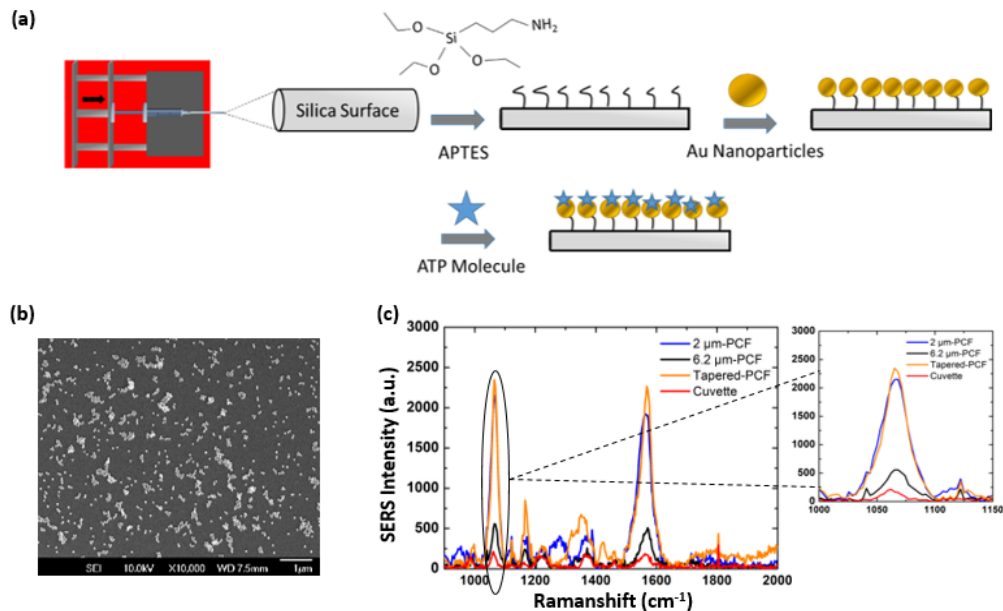 (a)
O
Si
NH2
O
O
Silica Surface
APTES
Au Nanoparticles
ATP Molecule
(b)
SEI 10.0kV X10,000 WD 7.5mm 1μm
(c)
SERS Intensity (a.u.)
3000
2500
2000
1500
1000
500
0
2 μm-PCF
6.2 μm-PCF
Tapered-PCF
Cuvette
1000 1200 1400 1600 1800 2000
Ramanshift (cm-1)
3000
2500
2000
1500
1000
500
0
2 μm-PCF
6.2 μm-PCF
Tapered-PCF
Cuvette
1000 1050 1100 1150